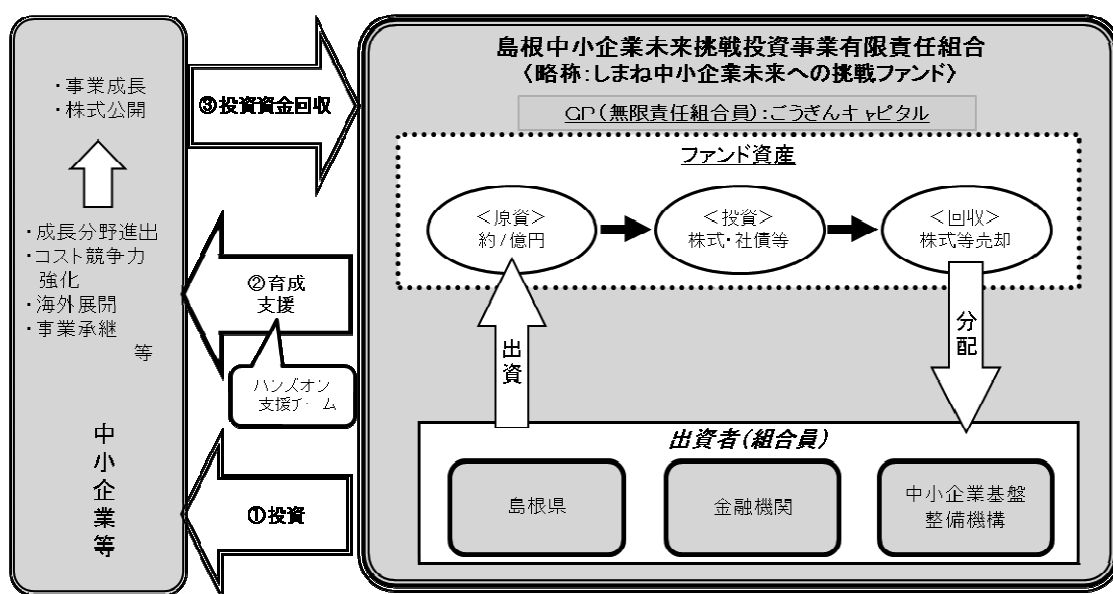 ・事業成長
・株式公開
・成長分野進出
・コスト競争力
強化
・海外展開
・事業承継
等
中小企業等
③投資資金回収
②育成
支援
ハンズオン
支援チーム
①投資
島根中小企業未来挑戦投資事業有限責任組合
〈略称:しまね中小企業未来への挑戦ファンド〉
GP(無限責任組合員):ごうぎんキャピタル
ファンド資産
<原資>
約7億円
<投資>
株式・社債等
<回収>
株式等売却
出資
分配
出資者(組合員)
島根県
金融機関
中小企業基盤
整備機構